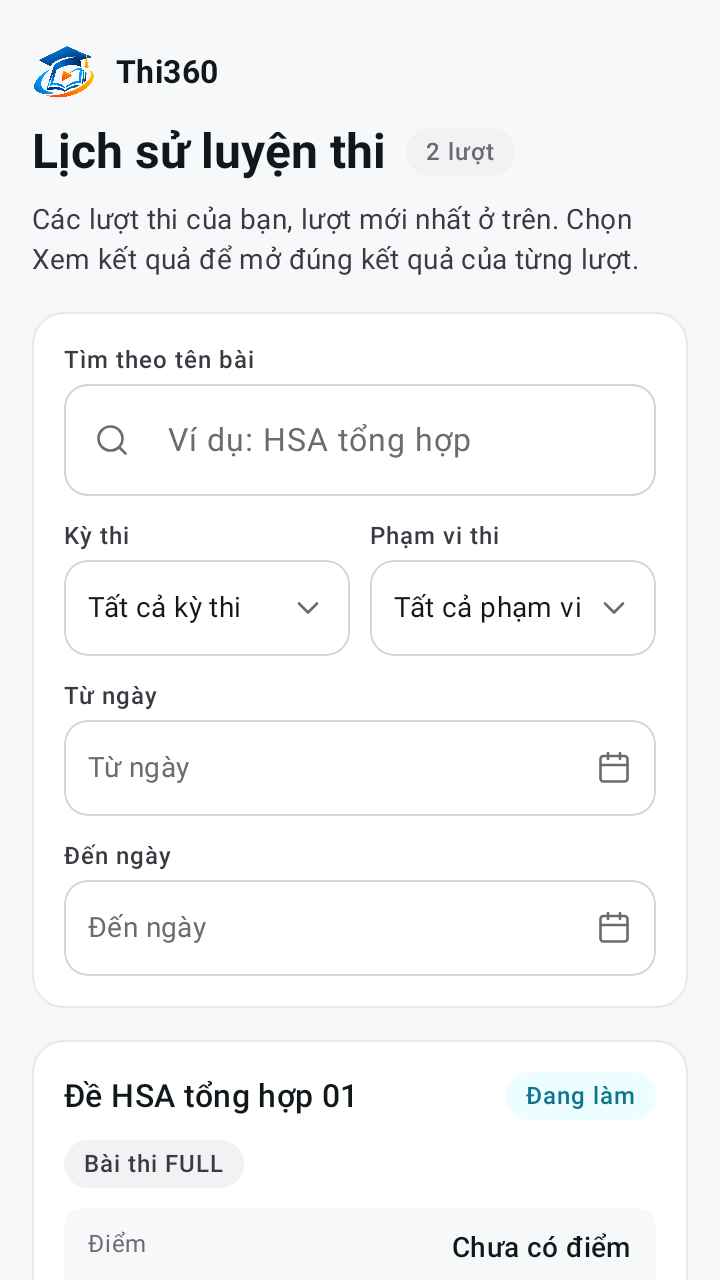 Thi360
Lịch sử luyện thi
2 lượt
Các lượt thi của bạn, lượt mới nhất ở trên. Chọn
Xem kết quả để mở đúng kết quả của từng lượt.
Tìm theo tên bài
Ví dụ: HSA tổng hợp
Kỳ thi
Phạm vi thi
Tất cả kỳ thi
Tất cả phạm vi
Từ ngày
Từ ngày
Đến ngày
Đến ngày
Đề HSA tổng hợp 01
Đang làm
Bài thi FULL
Điểm
Chưa có điểm